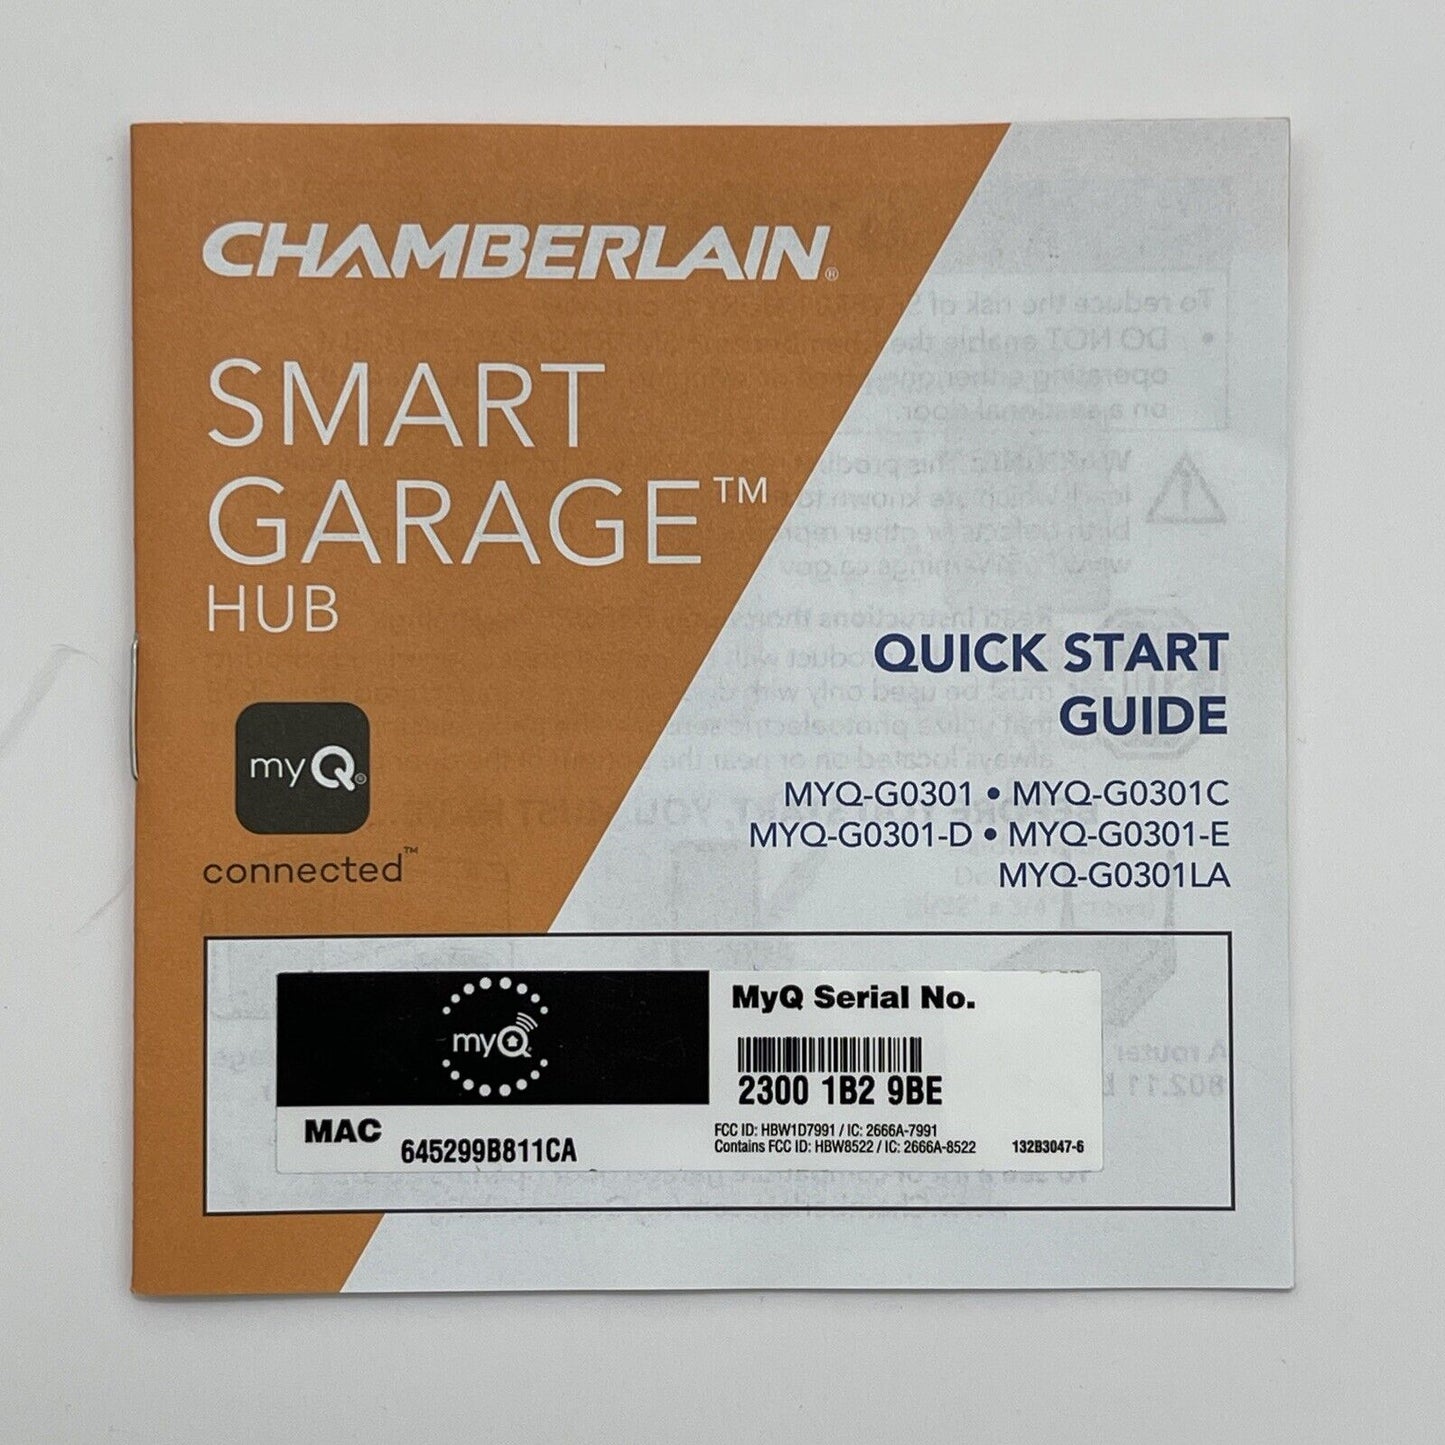 CHAMBERLAIN®
SMART
GARAGE™
HUB
myQ®
connected™
QUICK START
GUIDE
MYQ-G0301 • MYQ-G0301C
MYQ-G0301-D • MYQ-G0301-E
MYQ-G0301LA
myQ
MyQ Serial No.
2300 1B2 9BE
MAC 645299B811CA
FCC ID: HBW1D7991 / IC: 2666A-7991
Contains FCC ID: HBW8522 / IC: 2666A-8522 132B3047-6